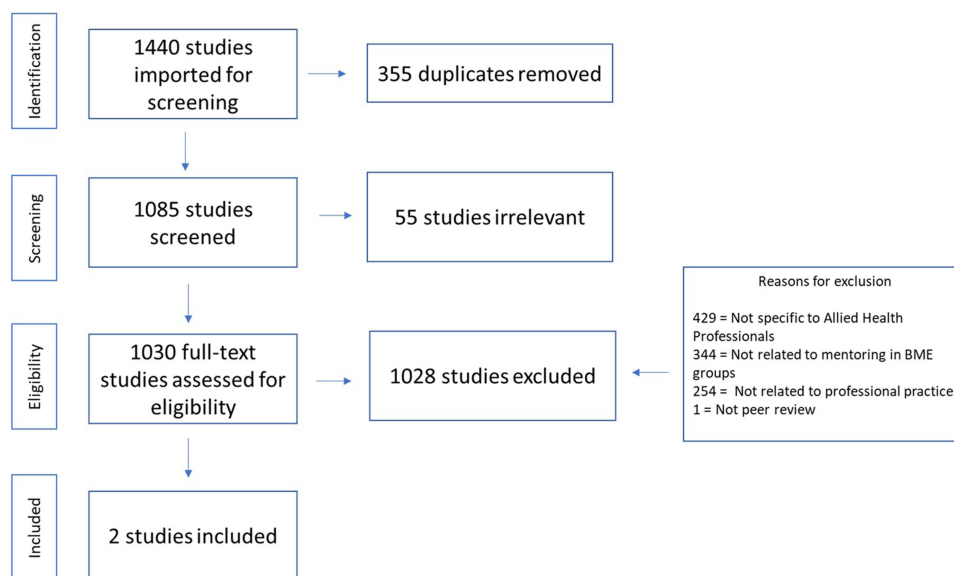 Identification
1440 studies
imported for
screening
355 duplicates removed
Screening
1085 studies
screened
55 studies irrelevant
Eligibility
1030 full-text
studies assessed for
eligibility
1028 studies excluded
Reasons for exclusion
429 = Not specific to Allied Health
Professionals
344 = Not related to mentoring in BME
groups
254 = Not related to professional practice
1 = Not peer review
Included
2 studies included